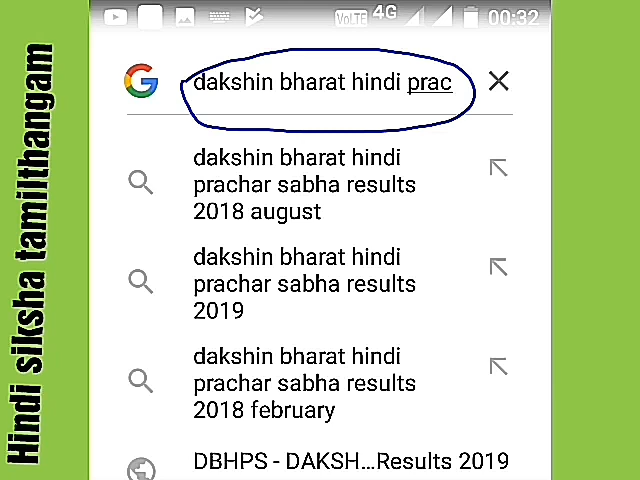 Hindi siksha tamilthangam
VoLTE 4G 00:32
dakshin bharat hindi prac
dakshin bharat hindi
prachar sabha results
2018 august
dakshin bharat hindi
prachar sabha results
2019
dakshin bharat hindi
prachar sabha results
2018 february
DBHPS - DAKSH...Results 2019